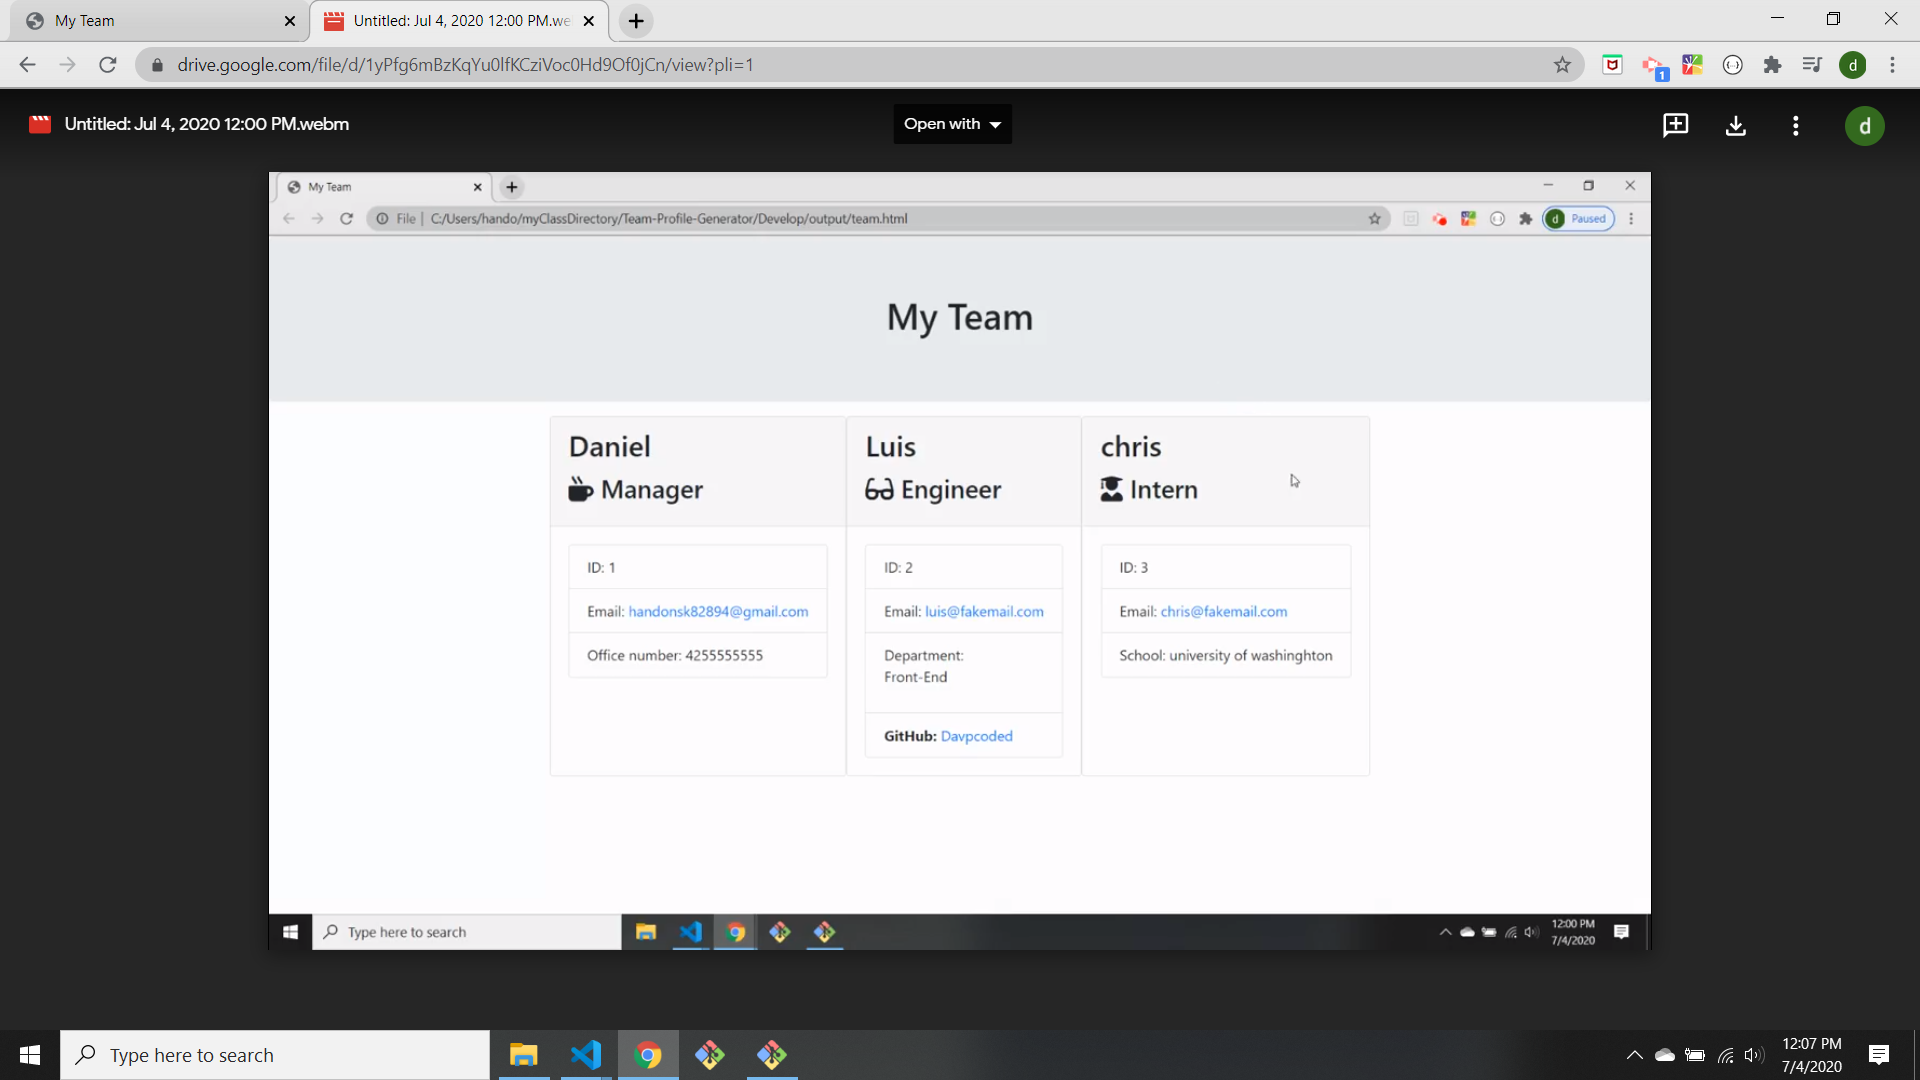 My Team
Untitled: Jul 4, 2020 12:00 PM.we
drive.google.com/file/d/1yPfg6mBzKqYu0lfKCziVoc0Hd9Of0jCn/view?pli=1
1
d
Untitled: Jul 4, 2020 12:00 PM.webm
Open with
d
My Team
File | C:/Users/hando/myClassDirectory/Team-Profile-Generator/Develop/output/team.html
d Paused
My Team
Daniel
Manager
ID: 1
Email: handonsk82894@gmail.com
Office number: 4255555555
Luis
Engineer
ID: 2
Email: luis@fakemail.com
Department:
Front-End
GitHub: Davpcoded
chris
Intern
ID: 3
Email: chris@fakemail.com
School: university of washinghton
Type here to search
12:00 PM
7/4/2020
Type here to search
12:07 PM
7/4/2020